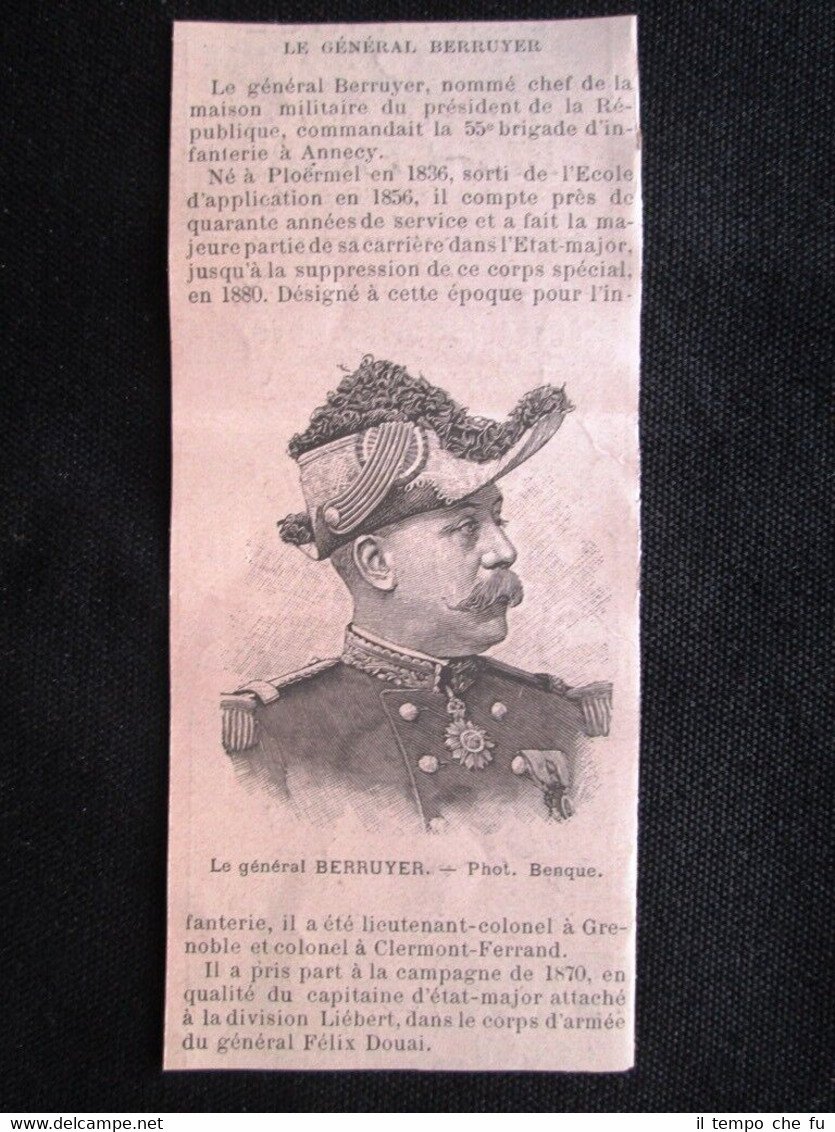 LE GÉNÉRAL BERRUYER
Le général Berruyer, nommé chef de la
maison militaire du président de la Ré-
publique, commandait la 55e brigade d'in-
fanterie à Annecy.
Né à Ploërmel en 1836, sorti de l'Ecole
d'application en 1856, il compte près de
quarante années de service et a fait la ma-
jeure partie de sa carrière dans l'Etat-major,
jusqu'à la suppression de ce corps spécial,
en 1880. Désigné à cette époque pour l'in-
Le général BERRUYER. — Phot. Benque.
fanterie, il a été lieutenant-colonel à Gre-
noble et colonel à Clermont-Ferrand.
Il a pris part à la campagne de 1870, en
qualité du capitaine d'état-major attaché
à la division Liébert, dans le corps d'armée
du général Félix Douai.
il tempo che fu